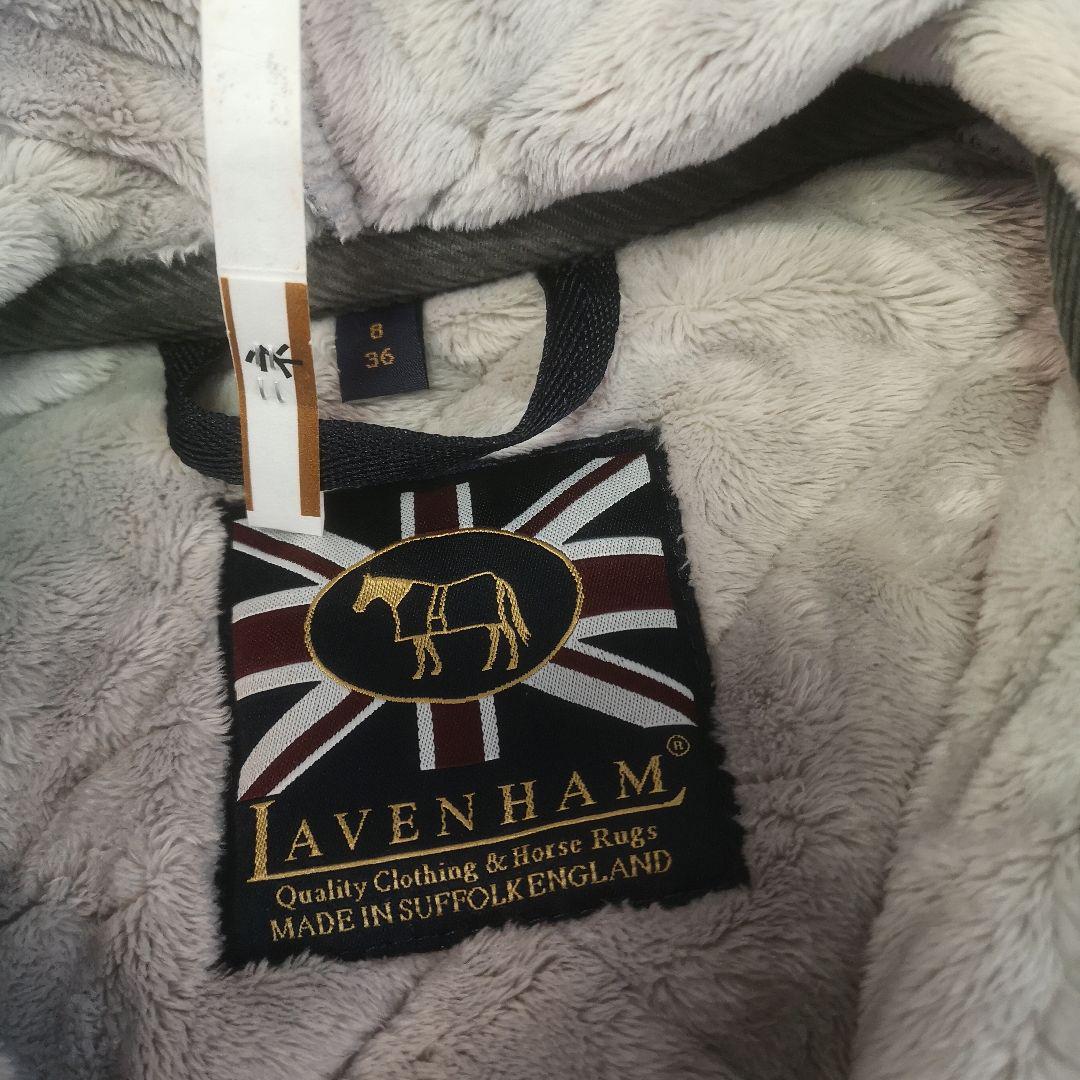 8
36
LAVENHAM®
Quality Clothing & Horse Rugs
MADE IN SUFFOLK ENGLAND